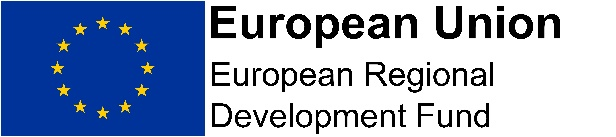 European Union
European Regional
Development Fund